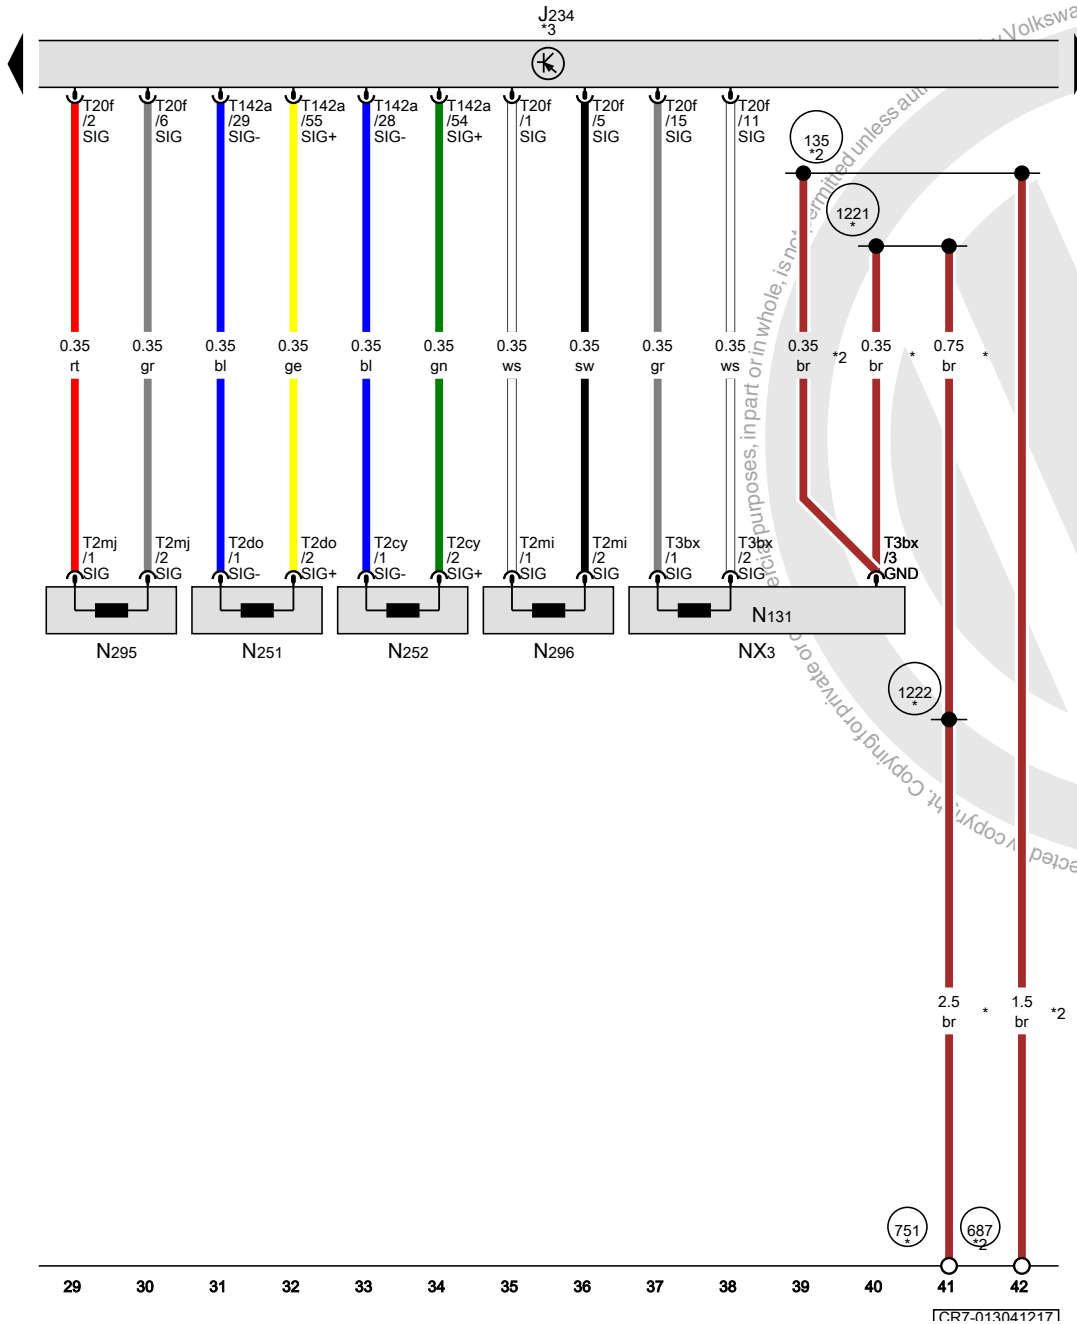 J234
*3
T20f
/2
SIG
T20f
/6
SIG
T142a
/29
SIG-
T142a
/55
SIG+
T142a
/28
SIG-
T142a
/54
SIG+
T20f
/1
SIG
T20f
/5
SIG
T20f
/15
SIG
T20f
/11
SIG
135
*2
1221
*
0.35
rt
0.35
gr
0.35
bl
0.35
ge
0.35
bl
0.35
gn
0.35
ws
0.35
sw
0.35
gr
0.35
ws
0.35
br
*2
0.35
br
*
0.75
br
*
T2mj
/1
SIG
T2mj
/2
SIG
T2do
/1
SIG-
T2do
/2
SIG+
T2cy
/1
SIG-
T2cy
/2
SIG+
T2mi
/1
SIG
T2mi
/2
SIG
T3bx
/1
SIG
T3bx
/2
SIG
T3bx
/3
GND
N131
N295
N251
N252
N296
NX3
1222
*
2.5
br
*
1.5
br
*2
751
*
687
*2
29 30 31 32 33 34 35 36 37 38 39 40 41 42
CR7-013041217